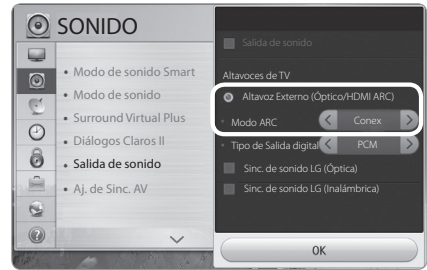 SONIDO
• Modo de sonido Smart
• Modo de sonido
• Surround Virtual Plus
• Diálogos Claros II
• Salida de sonido
• Aj. de Sinc. AV
Salida de sonido
Altavoces de TV
Altavoz Externo (Óptico/HDMI ARC)
• Modo ARC < Conex >
• Tipo de Salida digital < PCM >
Sinc. de sonido LG (Óptica)
Sinc. de sonido LG (Inalámbrica)
OK